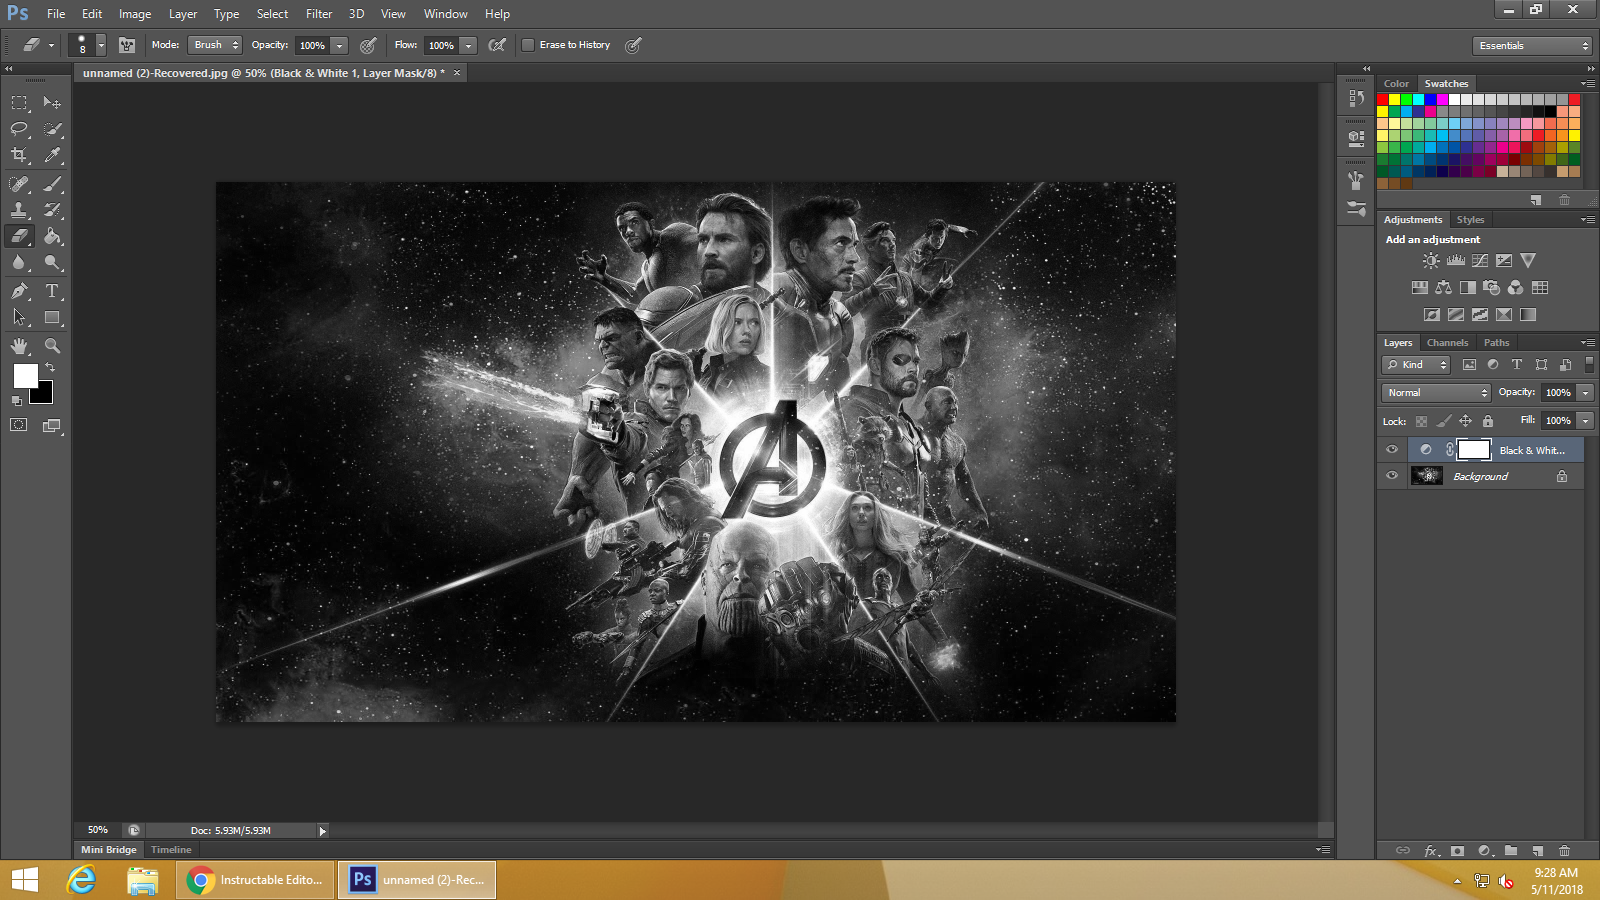 Ps File Edit Image Layer Type Select Filter 3D View Window Help
8 Mode: Brush Opacity: 100% Flow: 100% Erase to History Essentials
unnamed (2)-Recovered.jpg @ 50% (Black & White 1, Layer Mask/8) * ×
Color Swatches
Adjustments Styles
Add an adjustment
Layers Channels Paths
Kind
Normal Opacity: 100%
Lock: Fill: 100%
Black & Whit...
Background
50% Doc: 5.93M/5.93M
Mini Bridge Timeline
Instructable Edito... Ps unnamed (2)-Rec...
9:28 AM
5/11/2018